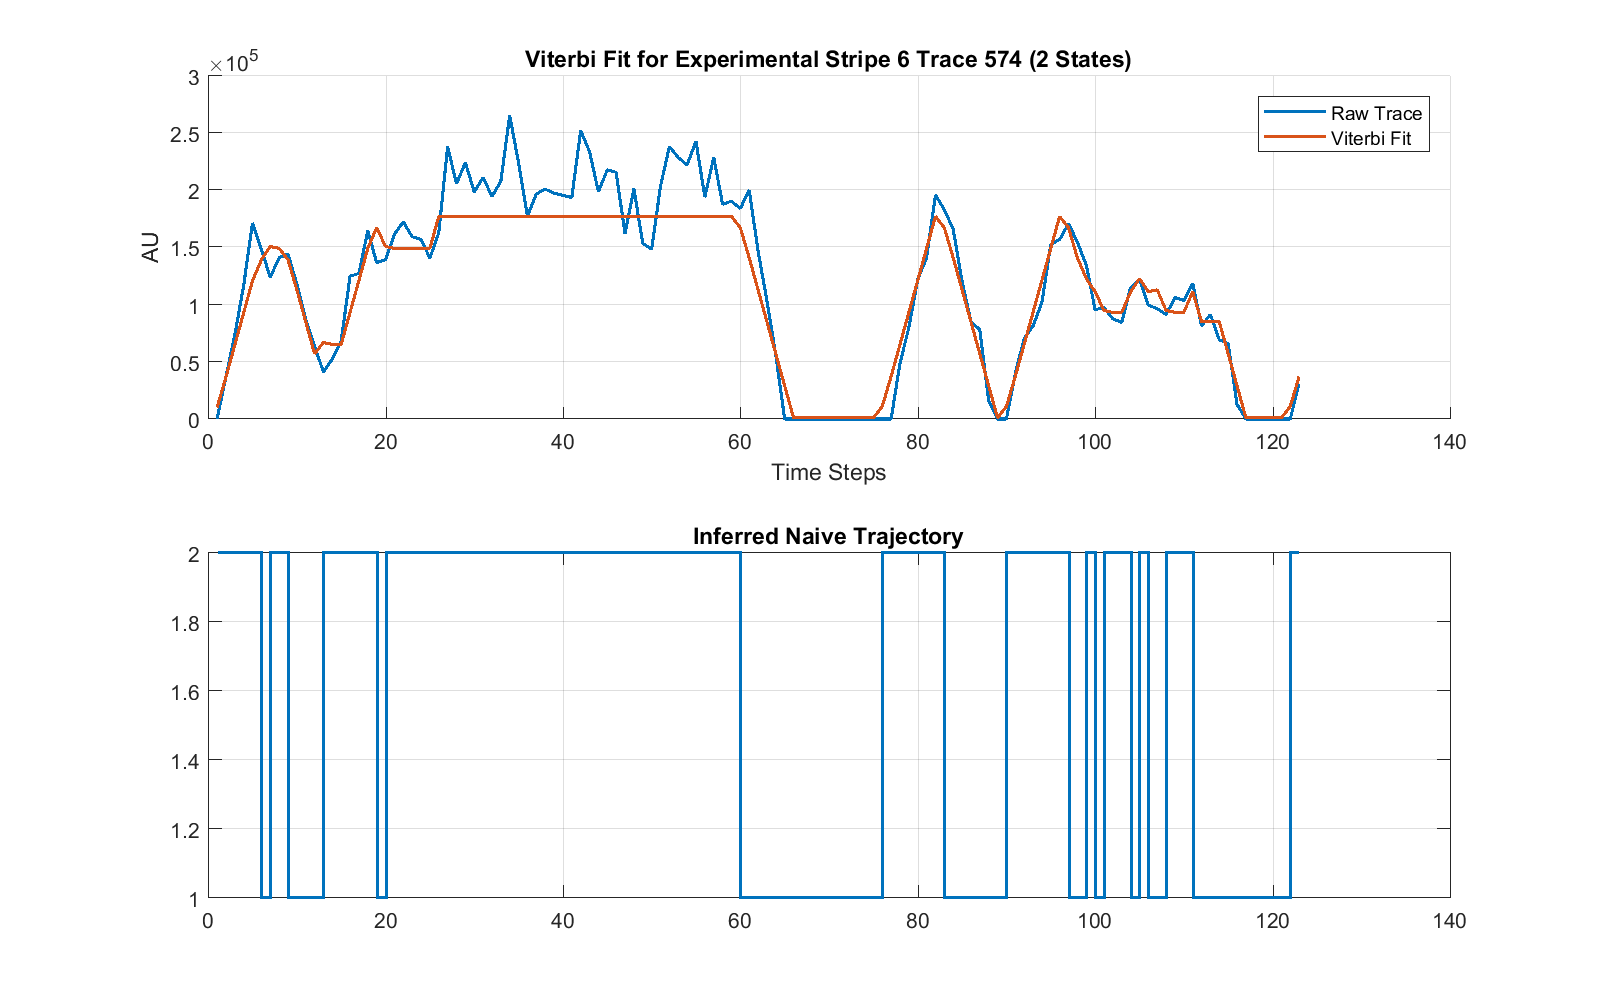 Viterbi Fit for Experimental Stripe 6 Trace 574 (2 States)
×10⁵
3
2.5
2
1.5
1
0.5
0
AU
Raw Trace
Viterbi Fit
0 20 40 60 80 100 120 140
Time Steps
Inferred Naive Trajectory
2
1.8
1.6
1.4
1.2
1
0 20 40 60 80 100 120 140